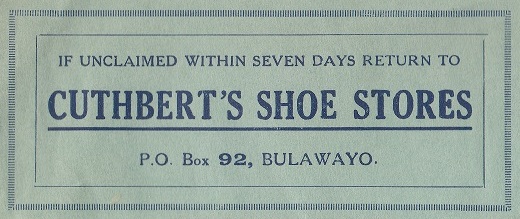 IF UNCLAIMED WITHIN SEVEN DAYS RETURN TO
CUTHBERT'S SHOE STORES
P.O. Box 92, BULAWAYO.